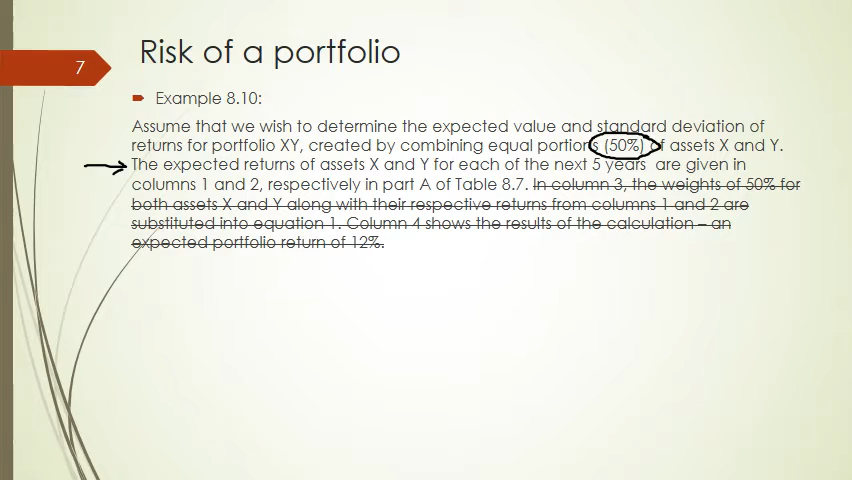 Risk of a portfolio
7
Example 8.10:
Assume that we wish to determine the expected value and standard deviation of
returns for portfolio XY, created by combining equal portions (50%) of assets X and Y.
The expected returns of assets X and Y for each of the next 5 years are given in
columns 1 and 2, respectively in part A of Table 8.7. In column 3, the weights of 50% for
both assets X and Y along with their respective returns from columns 1 and 2 are
substituted into equation 1. Column 4 shows the results of the calculation – an
expected portfolio return of 12%.